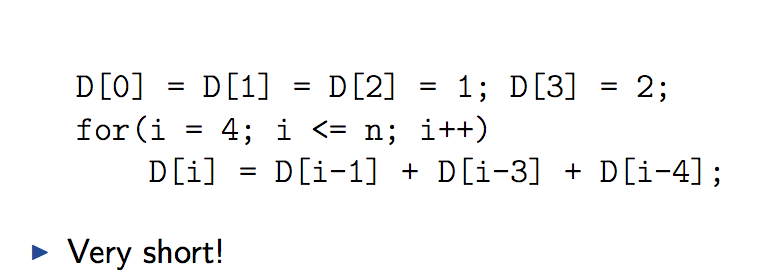 D[0] = D[1] = D[2] = 1; D[3] = 2;
for(i = 4; i <= n; i++)
    D[i] = D[i-1] + D[i-3] + D[i-4];
▶ Very short!